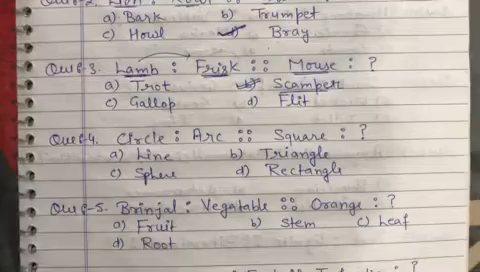 a) Bark b) Trumpet
c) Howl d) Bray
Ques-3. Lamb : Frisk :: Mouse : ?
a) Trot b) Scamper
c) Gallop d) Flit
Ques-4. Circle : Arc :: Square : ?
a) Line b) Triangle
c) Sphere d) Rectangle
Ques-5. Brinjal : Vegatable :: Orange : ?
a) Fruit b) Stem c) Leaf
d) Root